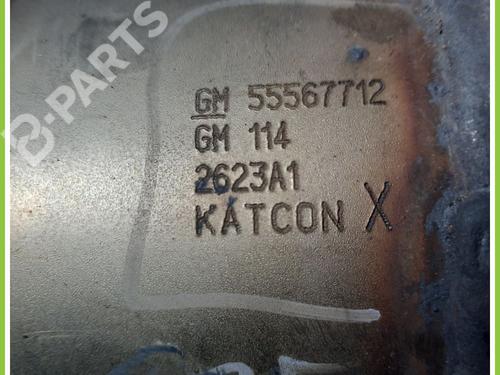 B-PARTS
GM 55567712
GM 114
2623A1
KATCON X